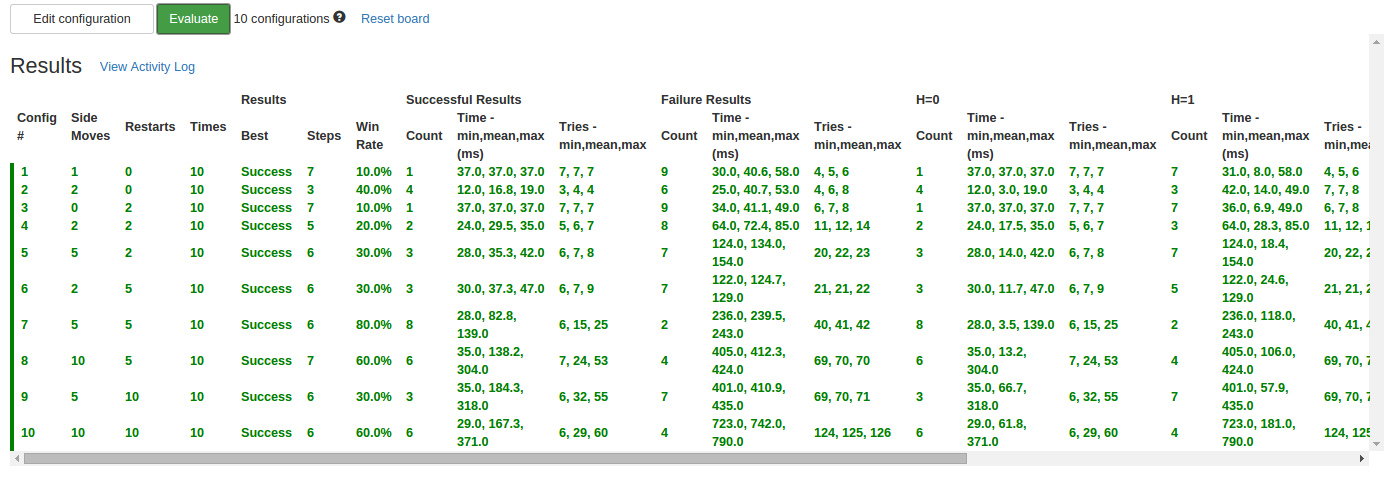 Edit configuration Evaluate 10 configurations ? Reset board
Results View Activity Log
Results Successful Results Failure Results H=0 H=1
Config # Side Moves Restarts Times Best Steps Win Rate Count Time - min,mean,max (ms) Tries - min,mean,max Count Time - min,mean,max (ms) Tries - min,mean,max Count Time - min,mean,max (ms) Tries - min,mean,max Count Time - min,mean,max (ms) Tries -
1 1 0 10 Success 7 10.0% 1 37.0, 37.0, 37.0 7, 7, 7 9 30.0, 40.6, 58.0 4, 5, 6 1 37.0, 37.0, 37.0 7, 7, 7 7 31.0, 8.0, 58.0 4, 5, 6
2 2 0 10 Success 3 40.0% 4 12.0, 16.8, 19.0 3, 4, 4 6 25.0, 40.7, 53.0 4, 6, 8 4 12.0, 3.0, 19.0 3, 4, 4 3 42.0, 14.0, 49.0 7, 7, 8
3 0 2 10 Success 7 10.0% 1 37.0, 37.0, 37.0 7, 7, 7 9 34.0, 41.1, 49.0 6, 7, 8 1 37.0, 37.0, 37.0 7, 7, 7 7 36.0, 6.9, 49.0 6, 7, 8
4 2 2 10 Success 5 20.0% 2 24.0, 29.5, 35.0 5, 6, 7 8 64.0, 72.4, 85.0 11, 12, 14 2 24.0, 17.5, 35.0 5, 6, 7 3 64.0, 28.3, 85.0 11, 12,
5 5 2 10 Success 6 30.0% 3 28.0, 35.3, 42.0 6, 7, 8 7 124.0, 134.0, 154.0 20, 22, 23 3 28.0, 14.0, 42.0 6, 7, 8 7 124.0, 18.4, 154.0 20, 22,
6 2 5 10 Success 6 30.0% 3 30.0, 37.3, 47.0 6, 7, 9 7 122.0, 124.7, 129.0 21, 21, 22 3 30.0, 11.7, 47.0 6, 7, 9 5 122.0, 24.6, 129.0 21, 21,
7 5 5 10 Success 6 80.0% 8 28.0, 82.8, 139.0 6, 15, 25 2 236.0, 239.5, 243.0 40, 41, 42 8 28.0, 3.5, 139.0 6, 15, 25 2 236.0, 118.0, 243.0 40, 41,
8 10 5 10 Success 7 60.0% 6 35.0, 138.2, 304.0 7, 24, 53 4 405.0, 412.3, 424.0 69, 70, 70 6 35.0, 13.2, 304.0 7, 24, 53 4 405.0, 106.0, 424.0 69, 70,
9 5 10 10 Success 6 30.0% 3 35.0, 184.3, 318.0 6, 32, 55 7 401.0, 410.9, 435.0 69, 70, 71 3 35.0, 66.7, 318.0 6, 32, 55 7 401.0, 57.9, 435.0 69, 70,
10 10 10 10 Success 6 60.0% 6 29.0, 167.3, 371.0 6, 29, 60 4 723.0, 742.0, 790.0 124, 125, 126 6 29.0, 61.8, 371.0 6, 29, 60 4 723.0, 181.0, 790.0 124, 125